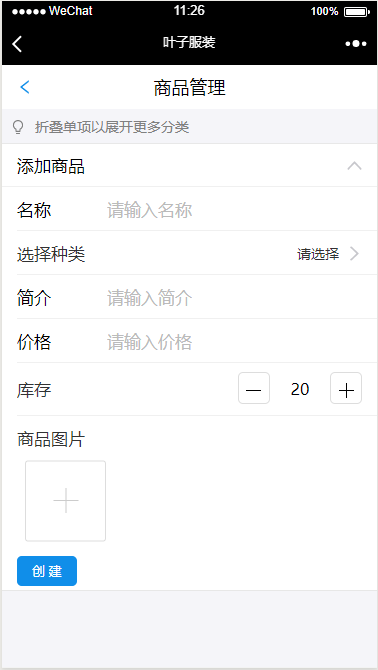 WeChat 11:26 100%
叶子服装
商品管理
折叠单项以展开更多分类
添加商品
名称 请输入名称
选择种类 请选择
简介 请输入简介
价格 请输入价格
库存 20
商品图片
创 建